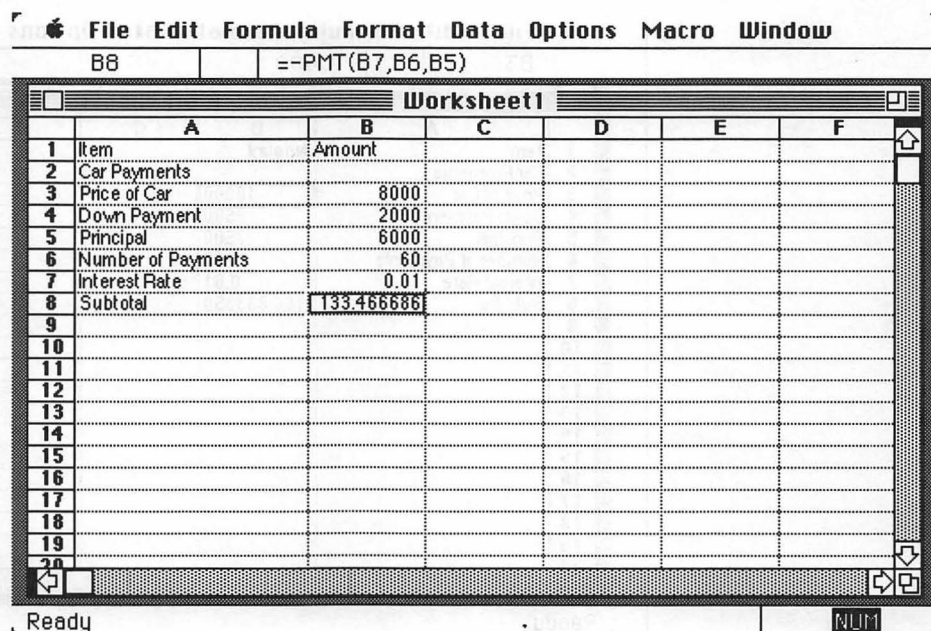 File Edit Formula Format Data Options Macro Window
B8 =-PMT(B7,B6,B5)
Worksheet1
A B C D E F
1 Item Amount
2 Car Payments
3 Price of Car 8000
4 Down Payment 2000
5 Principal 6000
6 Number of Payments 60
7 Interest Rate 0.01
8 Subtotal 133.466686
9
10
11
12
13
14
15
16
17
18
19
20
Ready NUM